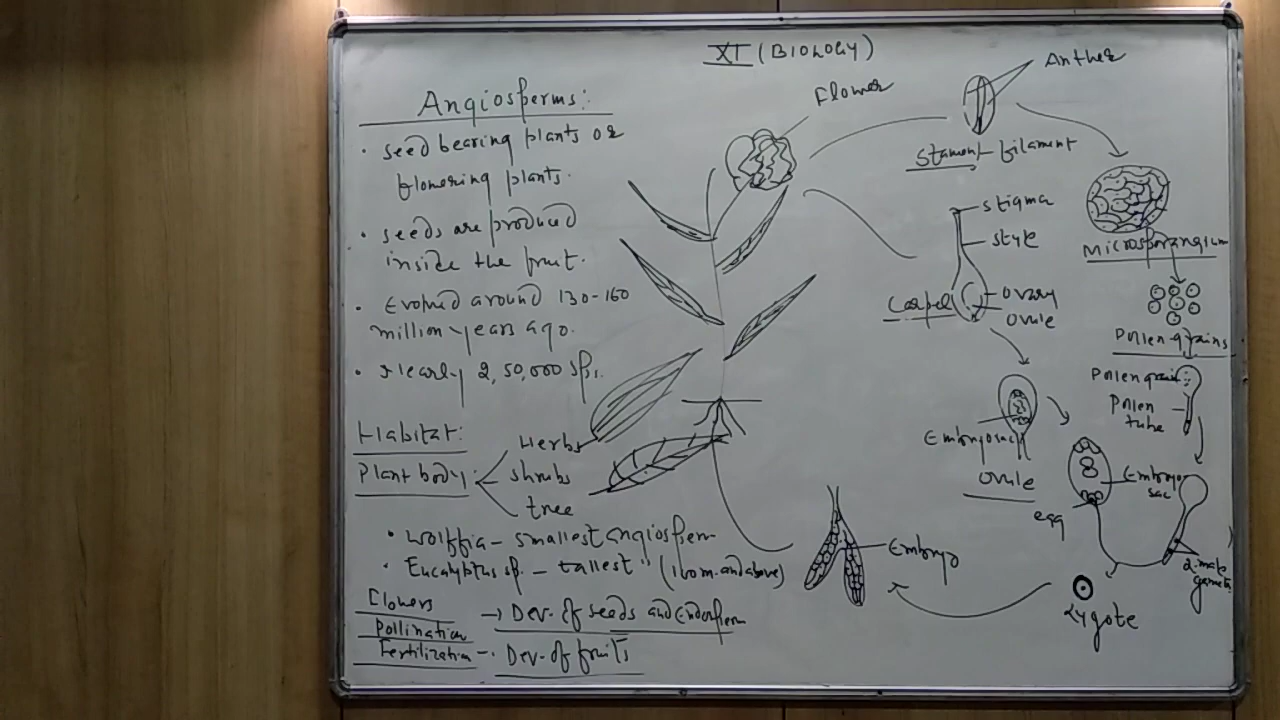 XI (BIOLOGY)
Angiosperms:
• seed bearing plants or
flowering plants.
• seeds are produced
inside the fruit.
• Evolved around 130-160
million years ago.
• Nearly 2,50,000 sps.
Habitat:
Plant body:
Herbs
shrubs
tree
• Wolffia - smallest angiosperm
• Eucalyptus sp. - tallest " (100m. and above)
Flowers
Pollination → Dev. of seeds and Endosperm
Fertilization - Dev. of fruits
Flower
Anther
Stament - filament
Stigma
style
Carpel
ovary
ovule
Microsporangium
Pollen grains
Pollen grain
Pollen
tube
Embryosac
Ovule
Embryo
sac
egg
2-male
gametes
Zygote
Embryo